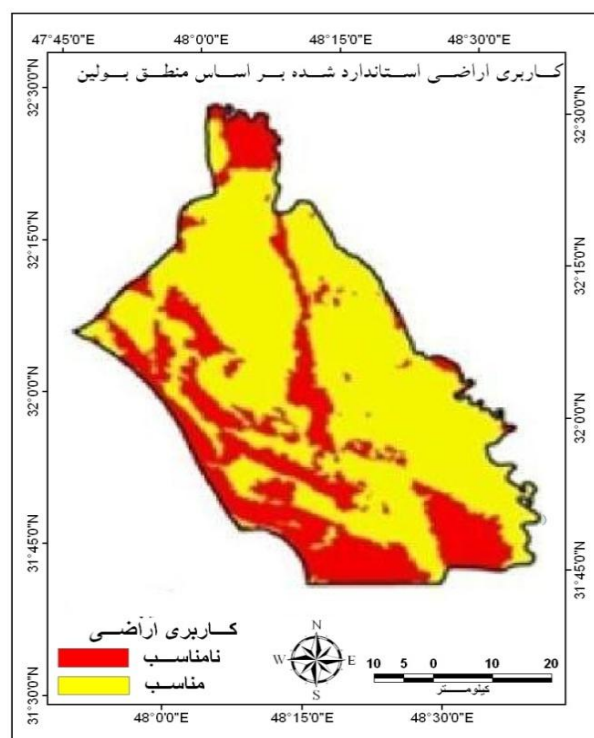 47°45'0"E 48°0'0"E 48°15'0"E 48°30'0"E
کاربری اراضی استاندارد شده بر اساس منطق بولین
32°30'0"N 32°30'0"N
32°15'0"N 32°15'0"N
32°0'0"N 32°0'0"N
31°45'0"N 31°45'0"N
31°30'0"N
کاربری اراضی
نامناسب
مناسب
N
W E
S
10 5 0 10 20
کیلومتر
48°0'0"E 48°15'0"E 48°30'0"E